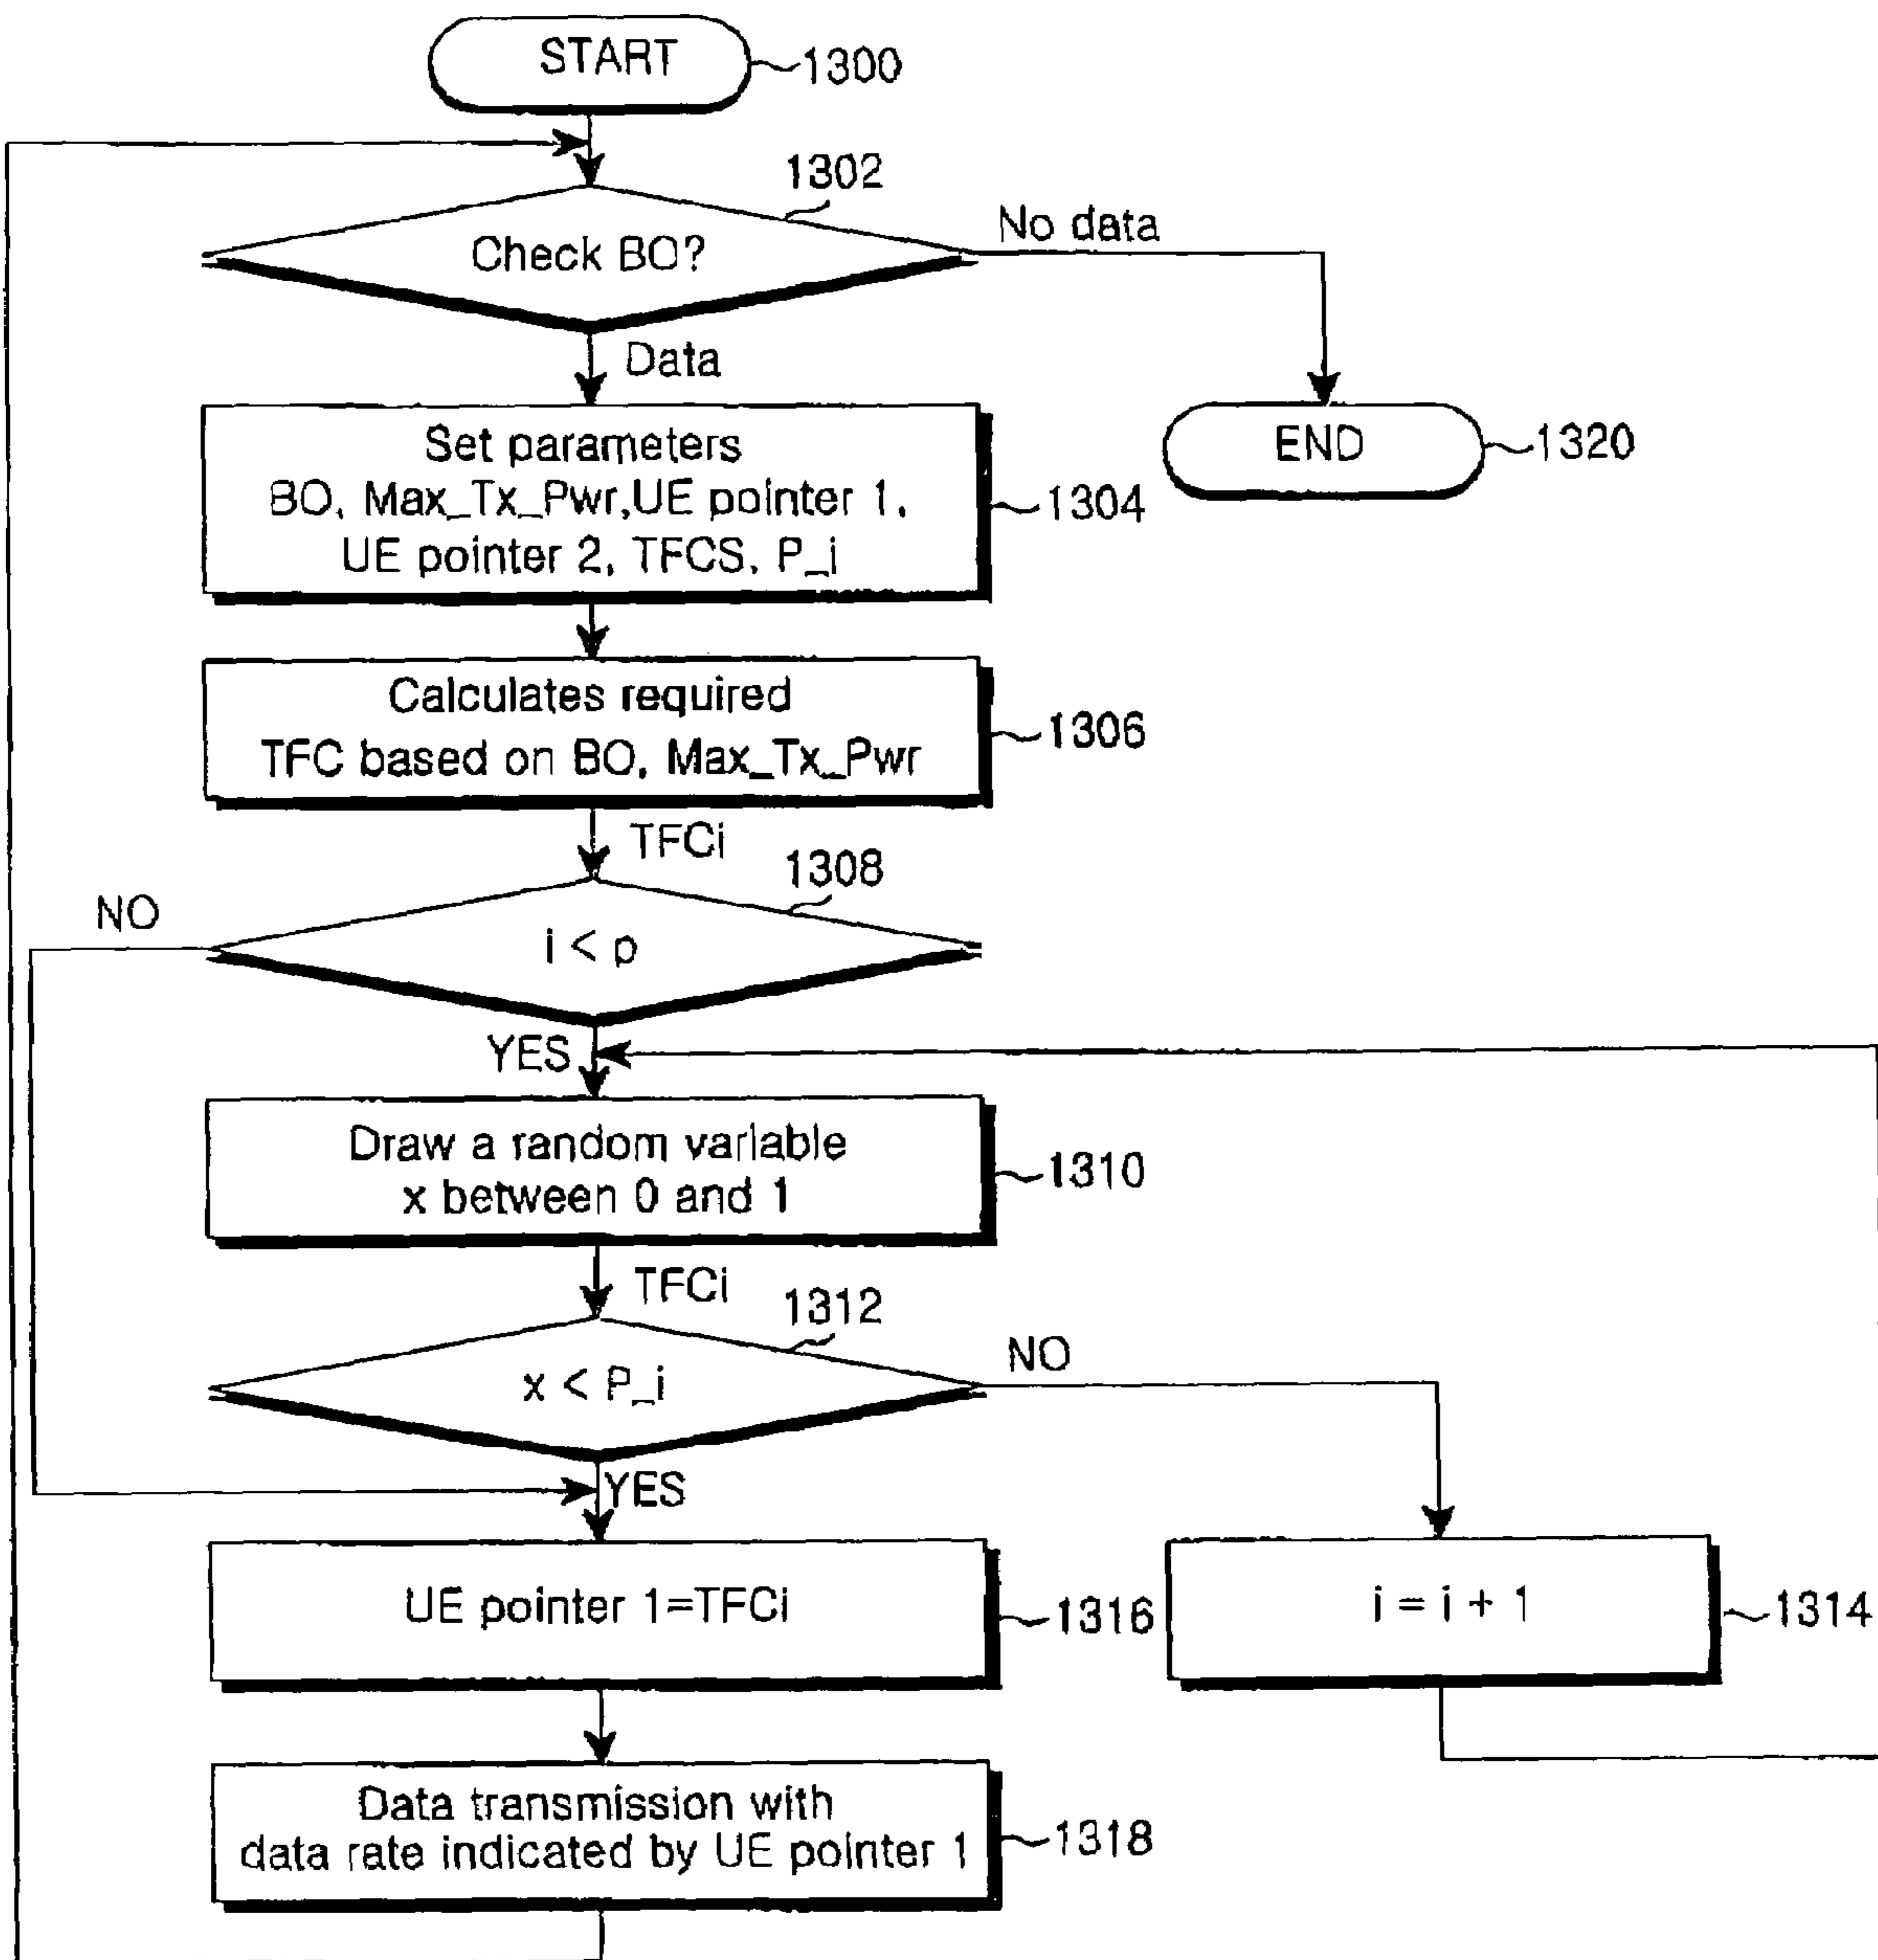 START
1300
1302
Check BO?
No data
Data
END
1320
Set parameters
BO, Max_Tx_Pwr,UE pointer 1,
UE pointer 2, TFCS, P_i
1304
Calculates required
TFC based on BO, Max_Tx_Pwr
1306
TFCi
1308
NO
i < p
YES
Draw a random variable
x between 0 and 1
1310
TFCi
1312
NO
x < P_i
YES
UE pointer 1=TFCi
1316
i = i + 1
1314
Data transmission with
data rate indicated by UE pointer 1
1318